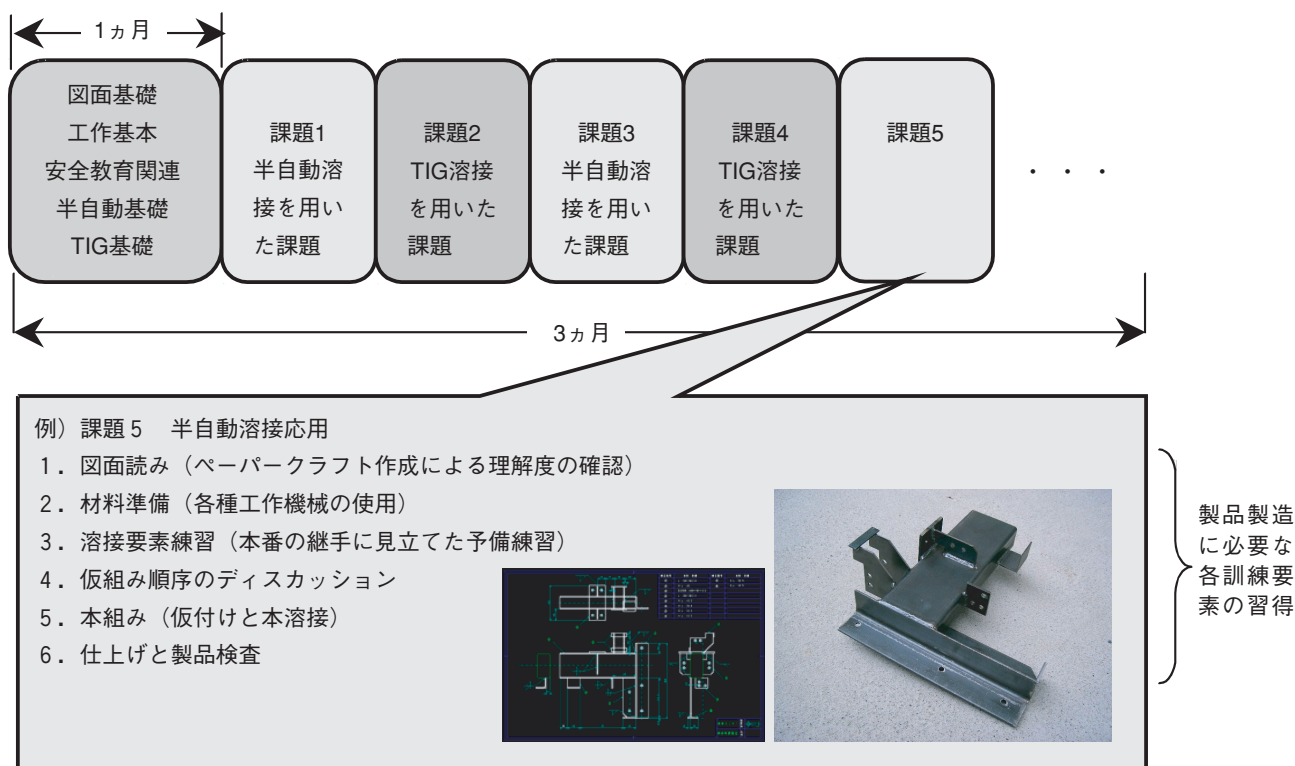 1ヵ月
図面基礎
工作基本
安全教育関連
半自動基礎
TIG基礎
課題1
半自動溶
接を用い
た課題
課題2
TIG溶接
を用いた
課題
課題3
半自動溶
接を用い
た課題
課題4
TIG溶接
を用いた
課題
課題5
・・・
3ヵ月
例）課題5　半自動溶接応用
1．図面読み（ペーパークラフト作成による理解度の確認）
2．材料準備（各種工作機械の使用）
3．溶接要素練習（本番の継手に見立てた予備練習）
4．仮組み順序のディスカッション
5．本組み（仮付けと本溶接）
6．仕上げと製品検査
製品製造
に必要な
各訓練要
素の習得